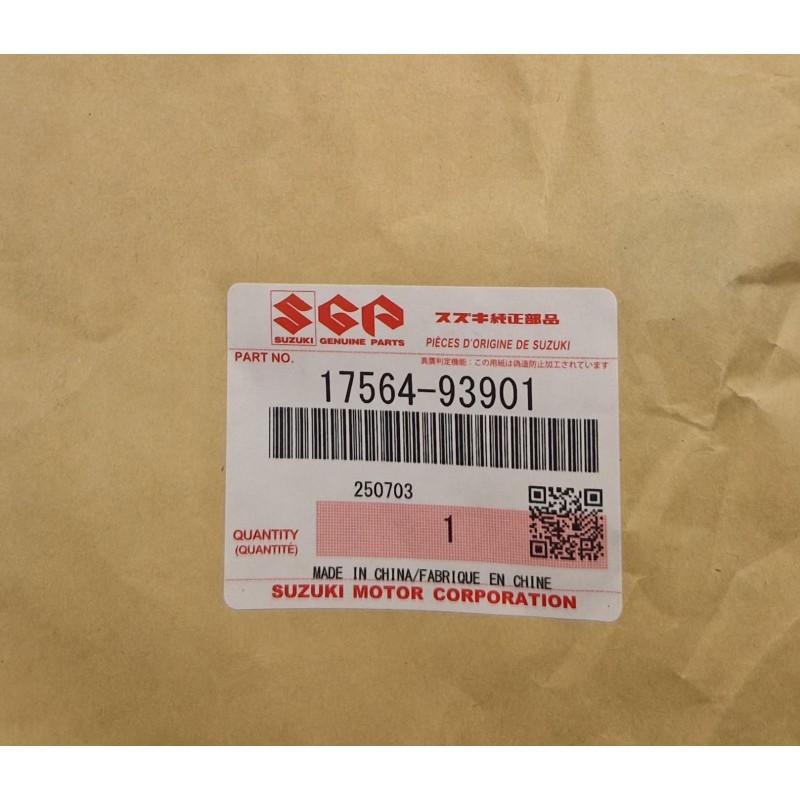 SGP
スズキ純正部品
SUZUKI GENUINE PARTS
PIÈCES D'ORIGINE DE SUZUKI
PART NO.
真贋判定機能：この用紙は偽造防止加工されています
17564-93901
250703
QUANTITY
(QUANTITÉ)
1
MADE IN CHINA/FABRIQUE EN CHINE
SUZUKI MOTOR CORPORATION